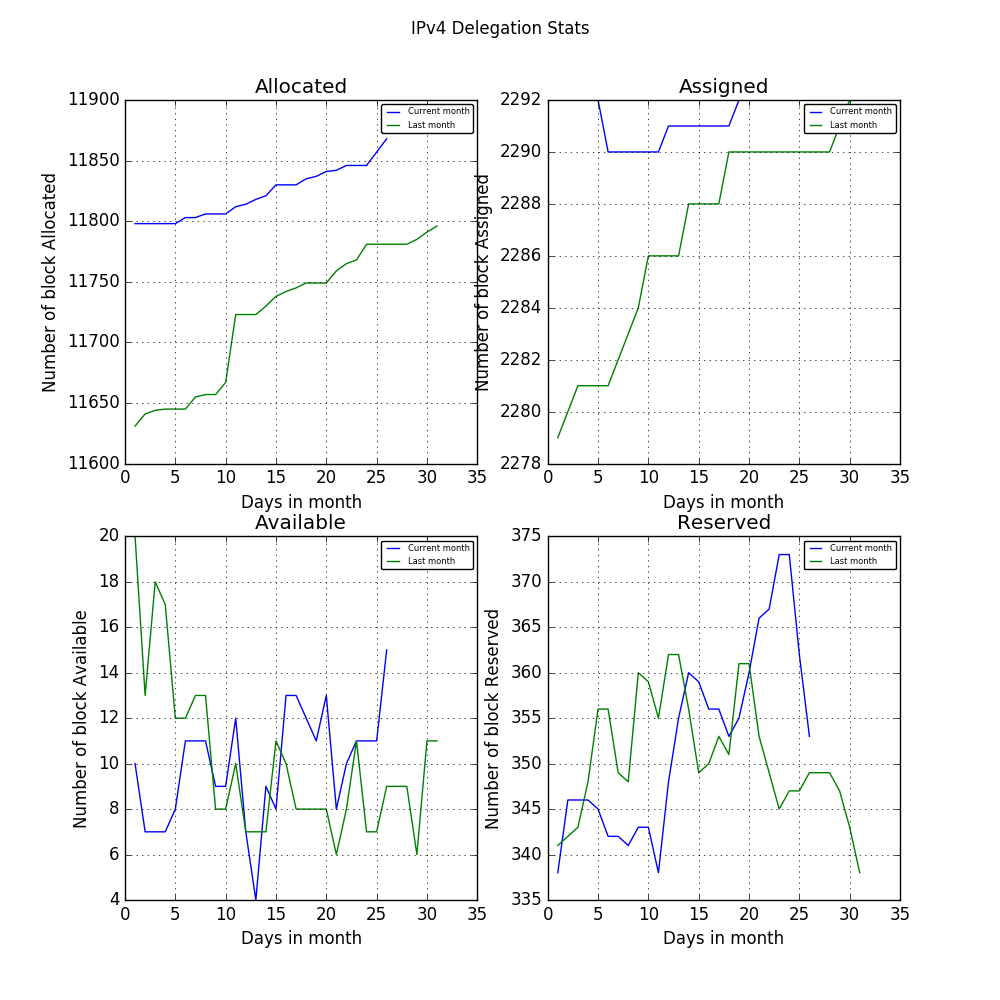 IPv4 Delegation Stats
Allocated
Number of block Allocated
11900
11850
11800
11750
11700
11650
11600
Current month
Last month
0 5 10 15 20 25 30 35
Days in month
Assigned
Number of block Assigned
2292
2290
2288
2286
2284
2282
2280
2278
Current month
Last month
0 5 10 15 20 25 30 35
Days in month
Available
Number of block Available
20
18
16
14
12
10
8
6
4
Current month
Last month
0 5 10 15 20 25 30 35
Days in month
Reserved
Number of block Reserved
375
370
365
360
355
350
345
340
335
Current month
Last month
0 5 10 15 20 25 30 35
Days in month